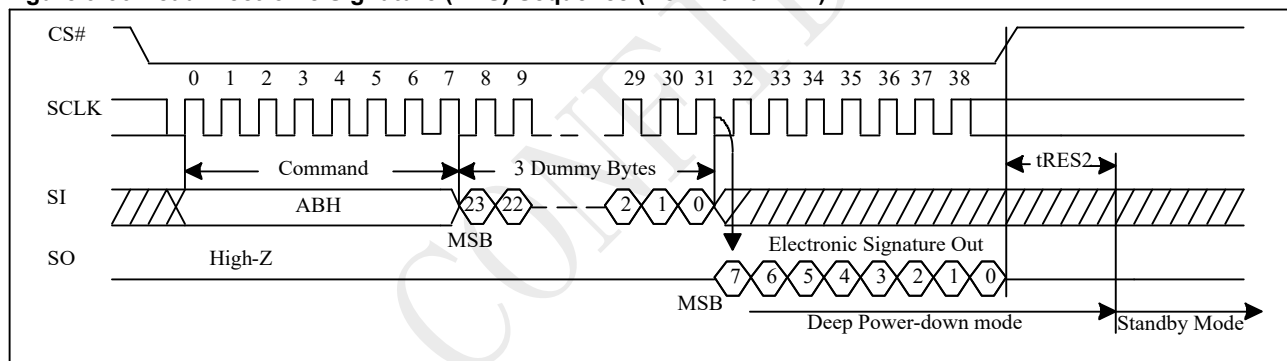 CS#
0 1 2 3 4 5 6 7 8 9 29 30 31 32 33 34 35 36 37 38
SCLK
Command 3 Dummy Bytes tRES2
SI ABH 23 22 2 1 0
MSB
SO High-Z Electronic Signature Out
7 6 5 4 3 2 1 0
MSB
Deep Power-down mode Standby Mode